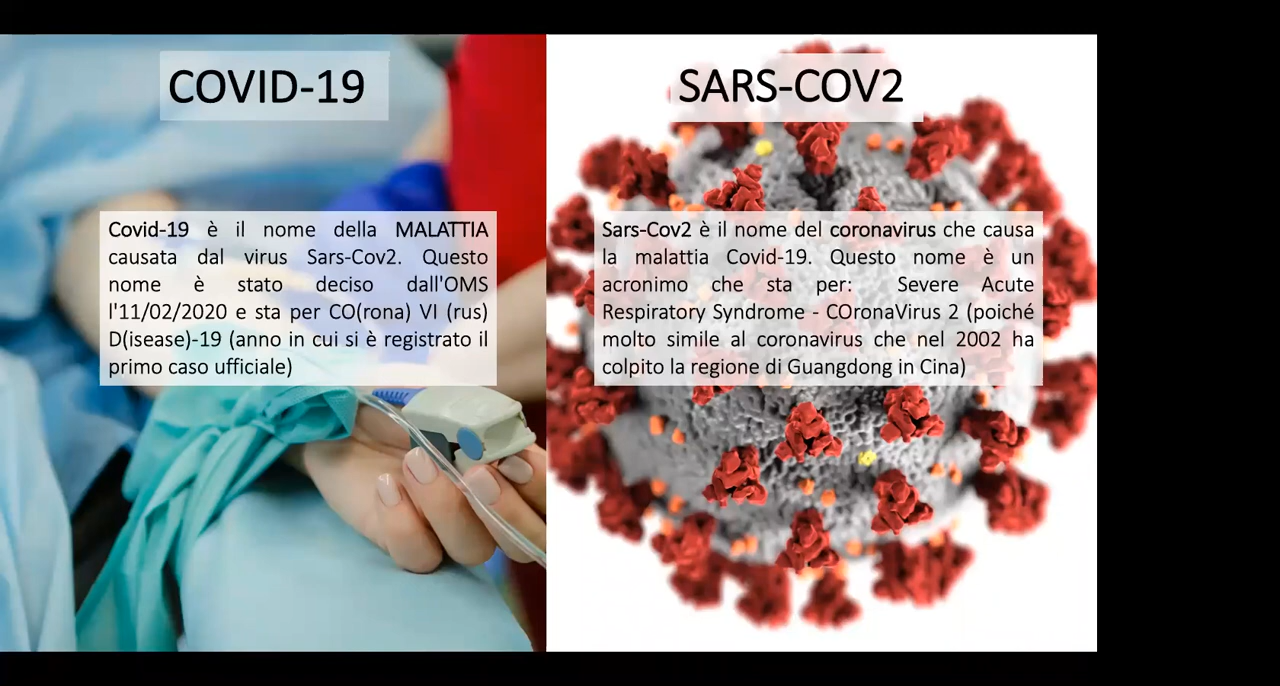 COVID-19
Covid-19 è il nome della MALATTIA
causata dal virus Sars-Cov2. Questo
nome è stato deciso dall'OMS
l'11/02/2020 e sta per CO(rona) VI (rus)
D(isease)-19 (anno in cui si è registrato il
primo caso ufficiale)
SARS-COV2
Sars-Cov2 è il nome del coronavirus che causa
la malattia Covid-19. Questo nome è un
acronimo che sta per: Severe Acute
Respiratory Syndrome - COronaVirus 2 (poiché
molto simile al coronavirus che nel 2002 ha
colpito la regione di Guangdong in Cina)